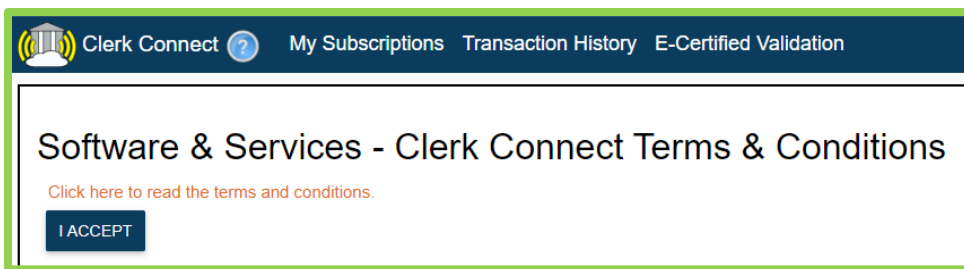 Clerk Connect ? My Subscriptions Transaction History E-Certified Validation
Software & Services - Clerk Connect Terms & Conditions
Click here to read the terms and conditions.
I ACCEPT